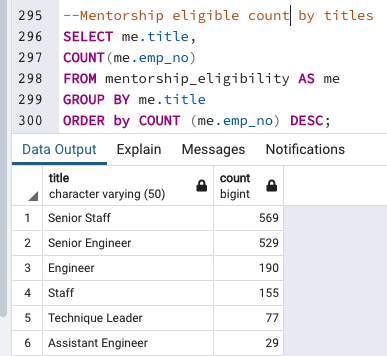 295 --Mentorship eligible count by titles
296 SELECT me.title,
297 COUNT(me.emp_no)
298 FROM mentorship_eligibility AS me
299 GROUP BY me.title
300 ORDER by COUNT (me.emp_no) DESC;
Data Output Explain Messages Notifications
title count
character varying (50) bigint
1 Senior Staff 569
2 Senior Engineer 529
3 Engineer 190
4 Staff 155
5 Technique Leader 77
6 Assistant Engineer 29